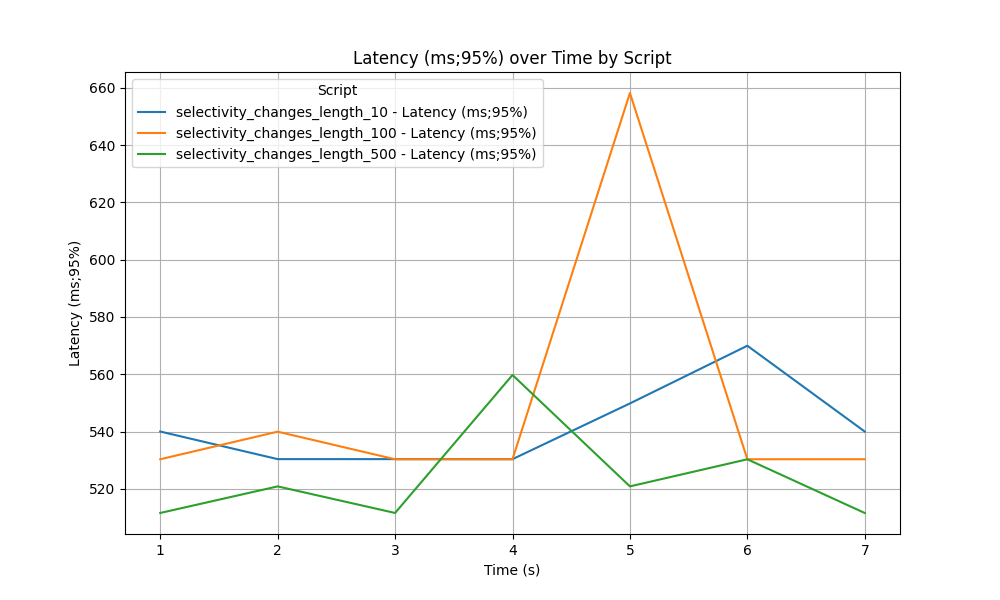 Latency (ms;95%) over Time by Script
Script
selectivity_changes_length_10 - Latency (ms;95%)
selectivity_changes_length_100 - Latency (ms;95%)
selectivity_changes_length_500 - Latency (ms;95%)
Latency (ms;95%)
660
640
620
600
580
560
540
520
1 2 3 4 5 6 7
Time (s)